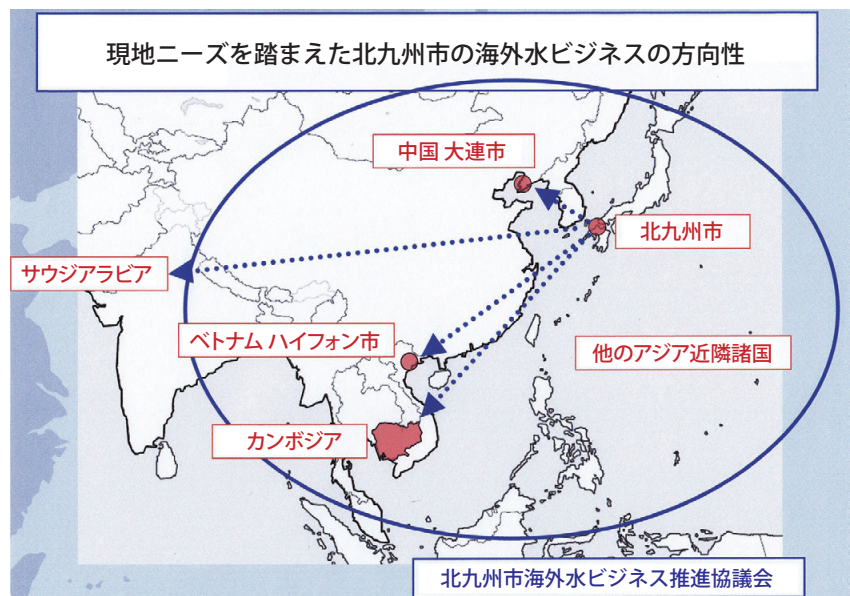 現地ニーズを踏まえた北九州市の海外水ビジネスの方向性
中国 大連市
北九州市
サウジアラビア
ベトナム ハイフォン市
他のアジア近隣諸国
カンボジア
北九州市海外水ビジネス推進協議会